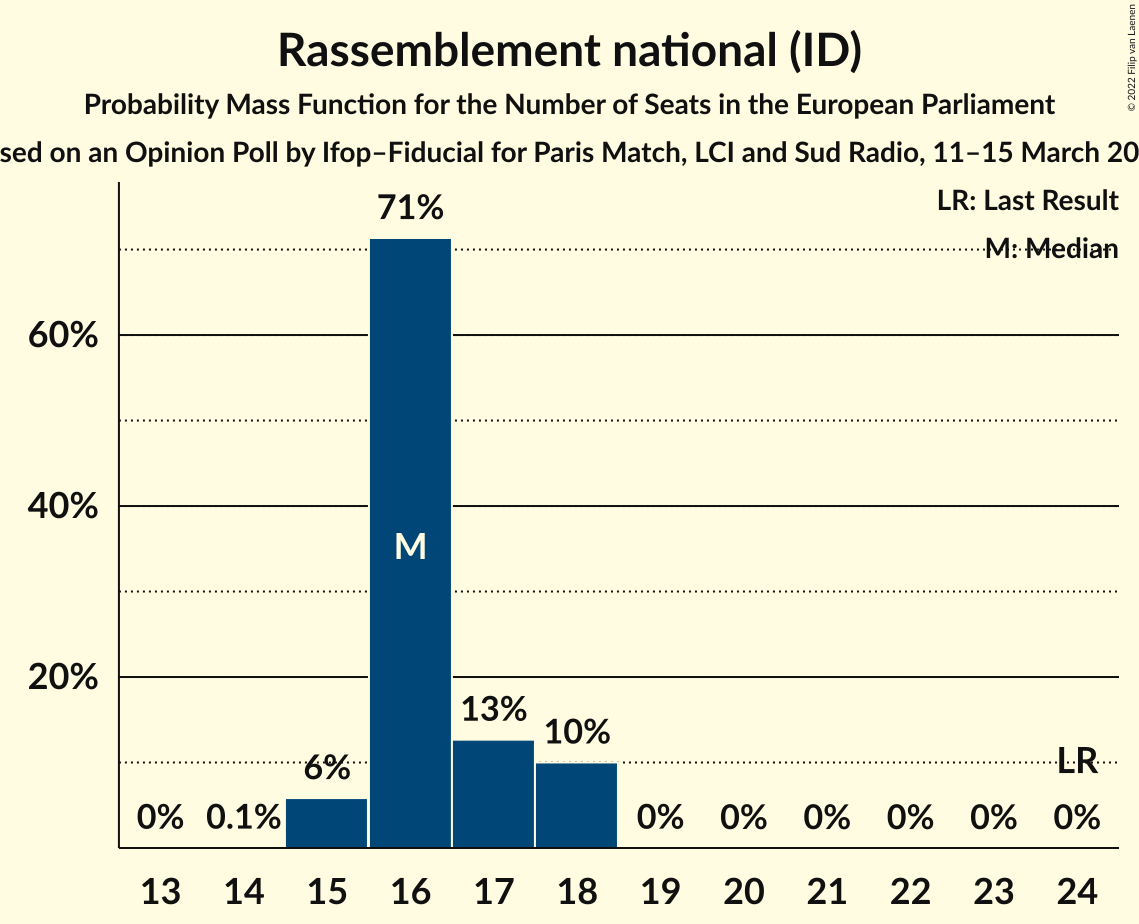 Rassemblement national (ID)
Probability Mass Function for the Number of Seats in the European Parliament
sed on an Opinion Poll by Ifop–Fiducial for Paris Match, LCI and Sud Radio, 11–15 March 20
© 2022 Filip van Laenen
LR: Last Result
M: Median
71%
60%
40%
M
20%
13%
10%
6%
LR
0% 0.1% 0% 0% 0% 0% 0% 0%
13 14 15 16 17 18 19 20 21 22 23 24